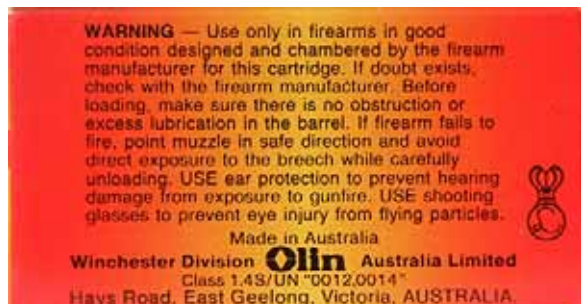 WARNING — Use only in firearms in good
condition designed and chambered by the firearm
manufacturer for this cartridge. If doubt exists,
check with the firearm manufacturer. Before
loading, make sure there is no obstruction or
excess lubrication in the barrel. If firearm fails to
fire, point muzzle in safe direction and avoid
direct exposure to the breech while carefully
unloading. USE ear protection to prevent hearing
damage from exposure to gunfire. USE shooting
glasses to prevent eye injury from flying particles.
Made in Australia
Winchester Division Olin Australia Limited
Class 1.4S/UN "0012,0014"
Hays Road, East Geelong, Victoria, AUSTRALIA.